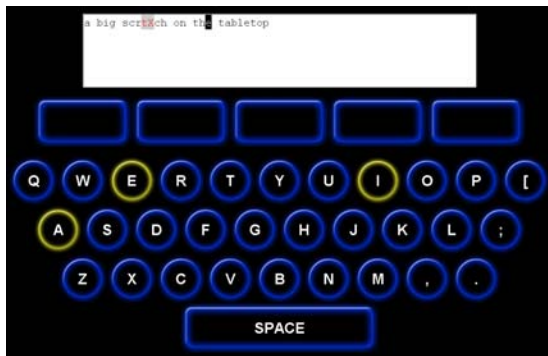 a big scrtXch on the tabletop
Q W E R T Y U I O P [
A S D F G H J K L ;
Z X C V B N M , .
SPACE